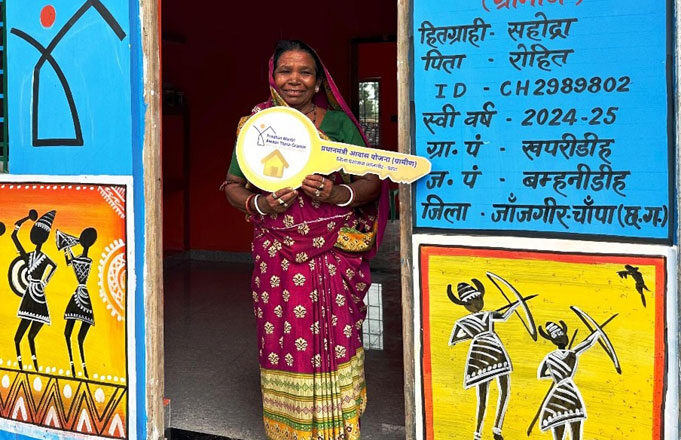 (ग्रामीण)
हितग्राही- सहोद्रा
पिता - रोहित
ID - CH2989802
स्वी वर्ष - 2024-25
ग्रा. पं - खपरीडीह
ज. पं - बम्हनीडीह
जिला - जाँजगीर-चाँपा (छ.ग.)
Pradhan Mantri
Awaas Yojna-Gramin
प्रधानमंत्री आवास योजना (ग्रामीण)